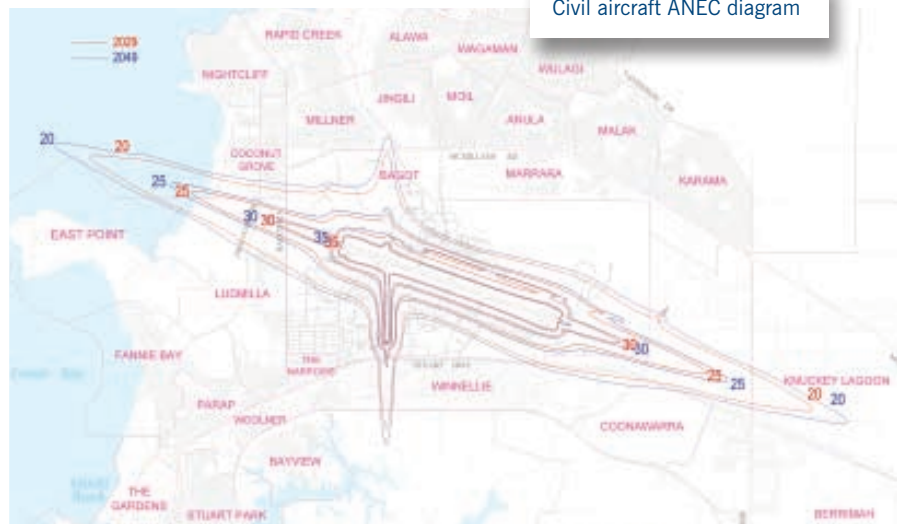 Civil aircraft ANEC diagram
2029
2040
RAPID CREEK
ALAWA
WAGAMAN
WULAGI
NIGHTCLIFF
JINGILI
MOIL
MILLNER
ANULA
MALAK
20
20
COCONUT
GROVE
BAGOT
MARRARA
KARAMA
25
25
30
30
EAST POINT
35
35
LUDMILLA
30
30
FANNIE BAY
THE
NARROWS
WINNELLIE
25
25
KNUCKEY LAGOON
20
20
PARAP
WOOLNER
COONAWARRA
BAYVIEW
THE
GARDENS
STUART PARK
BERRIMAH